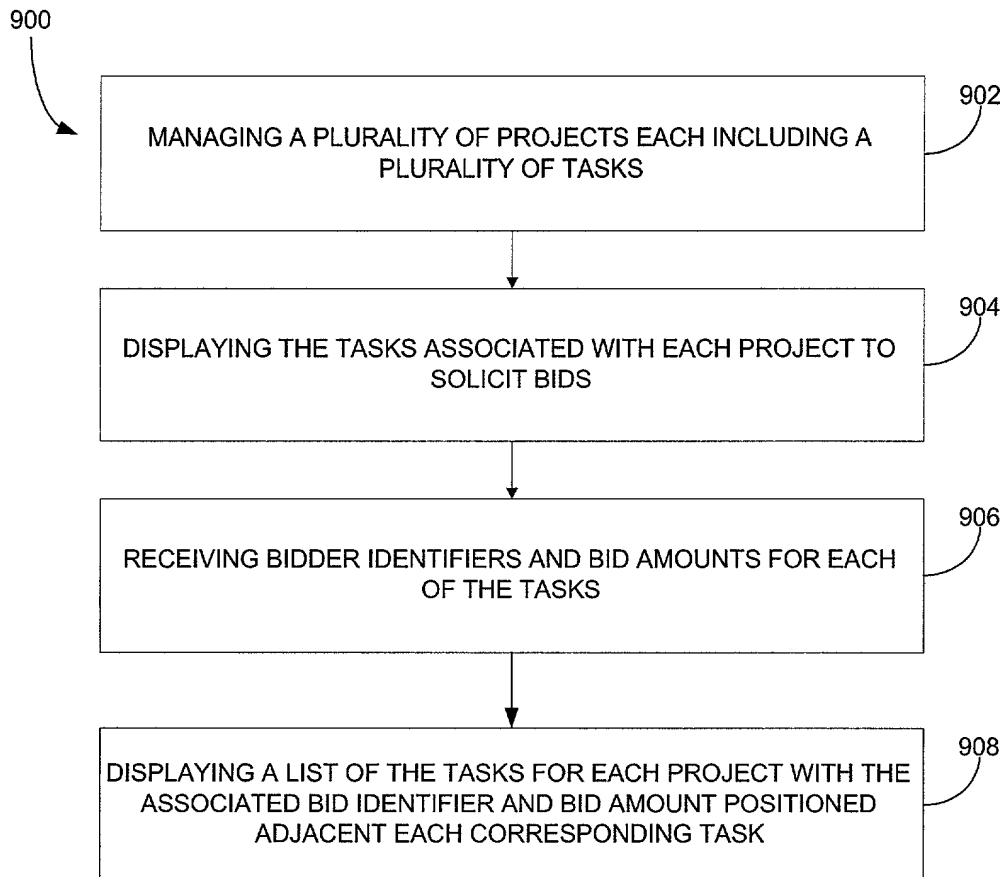 900
902
MANAGING A PLURALITY OF PROJECTS EACH INCLUDING A
PLURALITY OF TASKS
904
DISPLAYING THE TASKS ASSOCIATED WITH EACH PROJECT TO
SOLICIT BIDS
906
RECEIVING BIDDER IDENTIFIERS AND BID AMOUNTS FOR EACH
OF THE TASKS
908
DISPLAYING A LIST OF THE TASKS FOR EACH PROJECT WITH THE
ASSOCIATED BID IDENTIFIER AND BID AMOUNT POSITIONED
ADJACENT EACH CORRESPONDING TASK